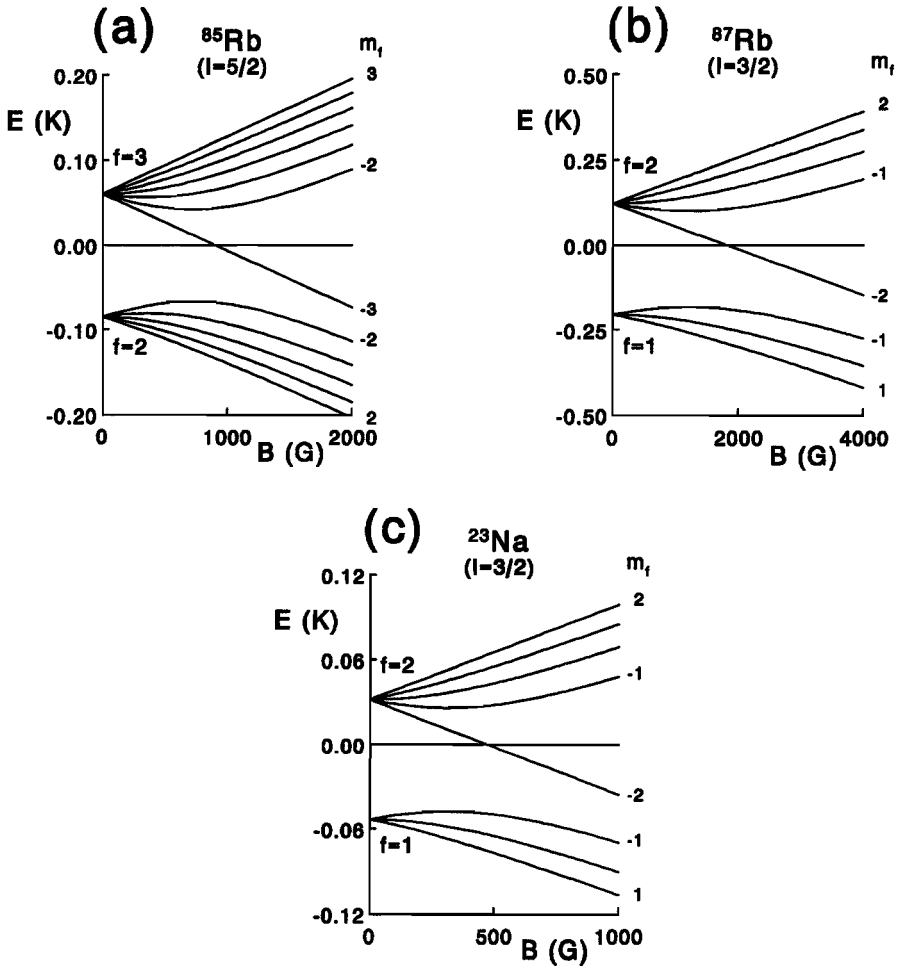 (a)
⁸⁵Rb
(I=5/2)
m_f
E (K)
0.20
0.10
0.00
-0.10
-0.20
f=3
f=2
3
-2
-3
-2
2
0
1000
2000
B (G)
(b)
⁸⁷Rb
(I=3/2)
m_f
E (K)
0.50
0.25
0.00
-0.25
-0.50
f=2
f=1
2
-1
-2
-1
1
0
2000
4000
B (G)
(c)
²³Na
(I=3/2)
m_f
E (K)
0.12
0.06
0.00
-0.06
-0.12
f=2
f=1
2
-1
-2
-1
1
0
500
1000
B (G)